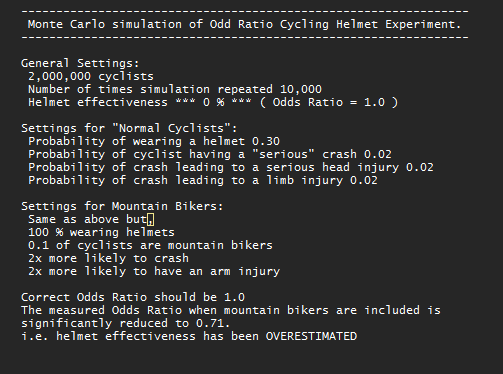 ----------------------------------------------------------------
Monte Carlo simulation of Odd Ratio Cycling Helmet Experiment.
----------------------------------------------------------------
General Settings:
2,000,000 cyclists
Number of times simulation repeated 10,000
Helmet effectiveness *** 0 % *** ( Odds Ratio = 1.0 )
Settings for "Normal Cyclists":
Probability of wearing a helmet 0.30
Probability of cyclist having a "serious" crash 0.02
Probability of crash leading to a serious head injury 0.02
Probability of crash leading to a limb injury 0.02
Settings for Mountain Bikers:
Same as above but,
100 % wearing helmets
0.1 of cyclists are mountain bikers
2x more likely to crash
2x more likely to have an arm injury
Correct Odds Ratio should be 1.0
The measured Odds Ratio when mountain bikers are included is
significantly reduced to 0.71.
i.e. helmet effectiveness has been OVERESTIMATED